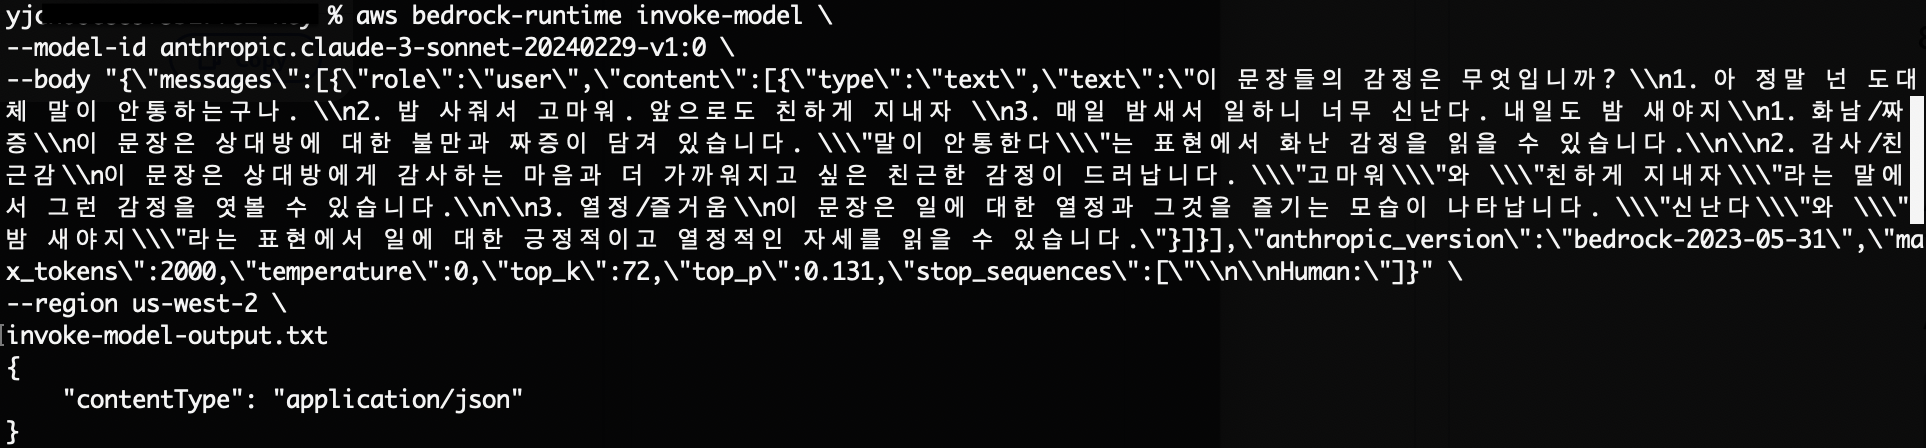 % aws bedrock-runtime invoke-model \
--model-id anthropic.claude-3-sonnet-20240229-v1:0 \
--body "{\"messages\":[{\"role\":\"user\",\"content\":[{\"type\":\"text\",\"text\":\"이 문장들의 감정은 무엇입니까? \\n1. 아 정말 넌 도대
체 말이 안통하는구나. \\n2. 밥 사줘서 고마워. 앞으로도 친하게 지내자 \\n3. 매일 밤새서 일하니 너무 신난다. 내일도 밤 새야지\\n1. 화남/짜
증\\n이 문장은 상대방에 대한 불만과 짜증이 담겨 있습니다. \\\"말이 안통한다\\\"는 표현에서 화난 감정을 읽을 수 있습니다.\\n\\n2. 감사/친
근감\\n이 문장은 상대방에게 감사하는 마음과 더 가까워지고 싶은 친근한 감정이 드러납니다. \\\"고마워\\\"와 \\\"친하게 지내자\\\"라는 말에
서 그런 감정을 엿볼 수 있습니다.\\n\\n3. 열정/즐거움\\n이 문장은 일에 대한 열정과 그것을 즐기는 모습이 나타납니다. \\\"신난다\\\"와 \\\"
밤 새야지\\\"라는 표현에서 일에 대한 긍정적이고 열정적인 자세를 읽을 수 있습니다.\"}]}],\"anthropic_version\":\"bedrock-2023-05-31\",\"ma
x_tokens\":2000,\"temperature\":0,\"top_k\":72,\"top_p\":0.131,\"stop_sequences\":[\"\\n\\nHuman:\"]}" \
--region us-west-2 \
invoke-model-output.txt
{
"contentType": "application/json"
}